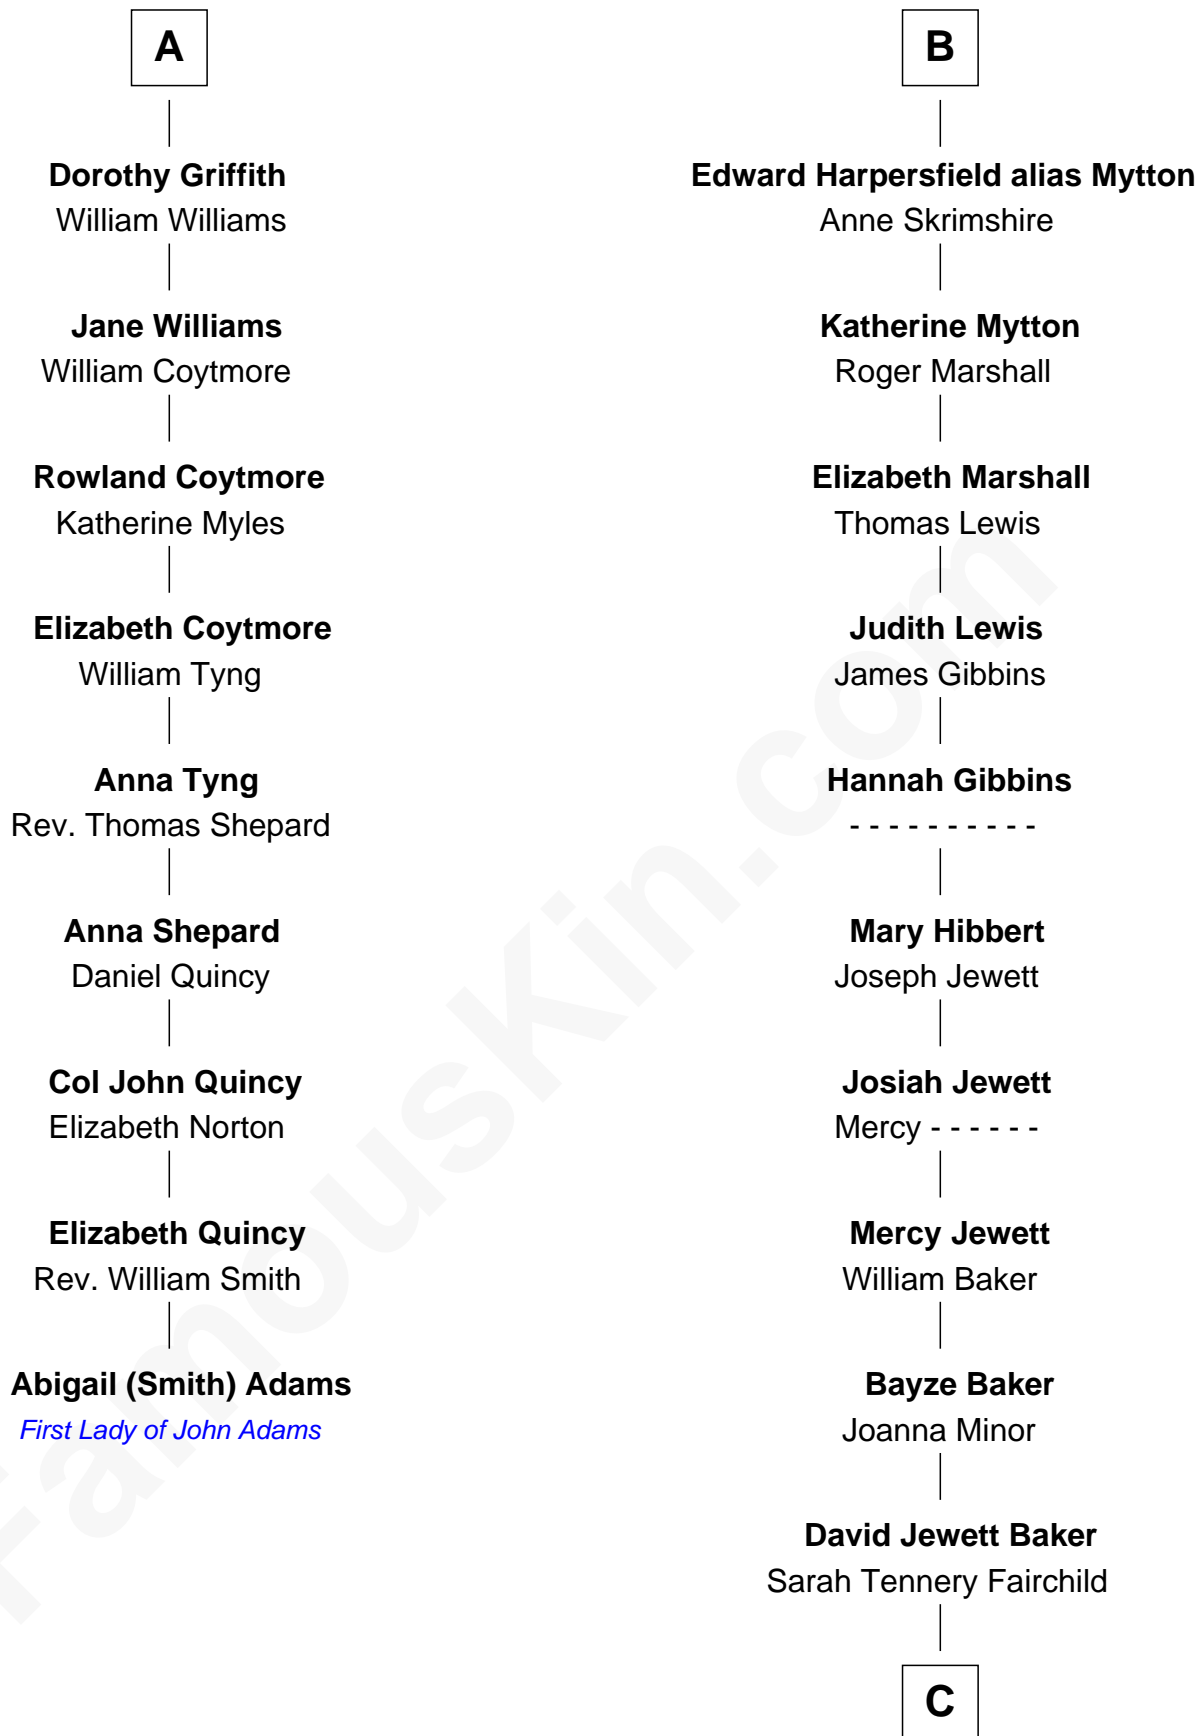 A
Dorothy Griffith
William Williams
Jane Williams
William Coytmore
Rowland Coytmore
Katherine Myles
Elizabeth Coytmore
William Tyng
Anna Tyng
Rev. Thomas Shepard
Anna Shepard
Daniel Quincy
Col John Quincy
Elizabeth Norton
Elizabeth Quincy
Rev. William Smith
Abigail (Smith) Adams
First Lady of John Adams
B
Edward Harpersfield alias Mytton
Anne Skrimshire
Katherine Mytton
Roger Marshall
Elizabeth Marshall
Thomas Lewis
Judith Lewis
James Gibbins
Hannah Gibbins
- - - - - - - - - -
Mary Hibbert
Joseph Jewett
Josiah Jewett
Mercy - - - - - -
Mercy Jewett
William Baker
Bayze Baker
Joanna Minor
David Jewett Baker
Sarah Tennery Fairchild
C
FamousKin.com